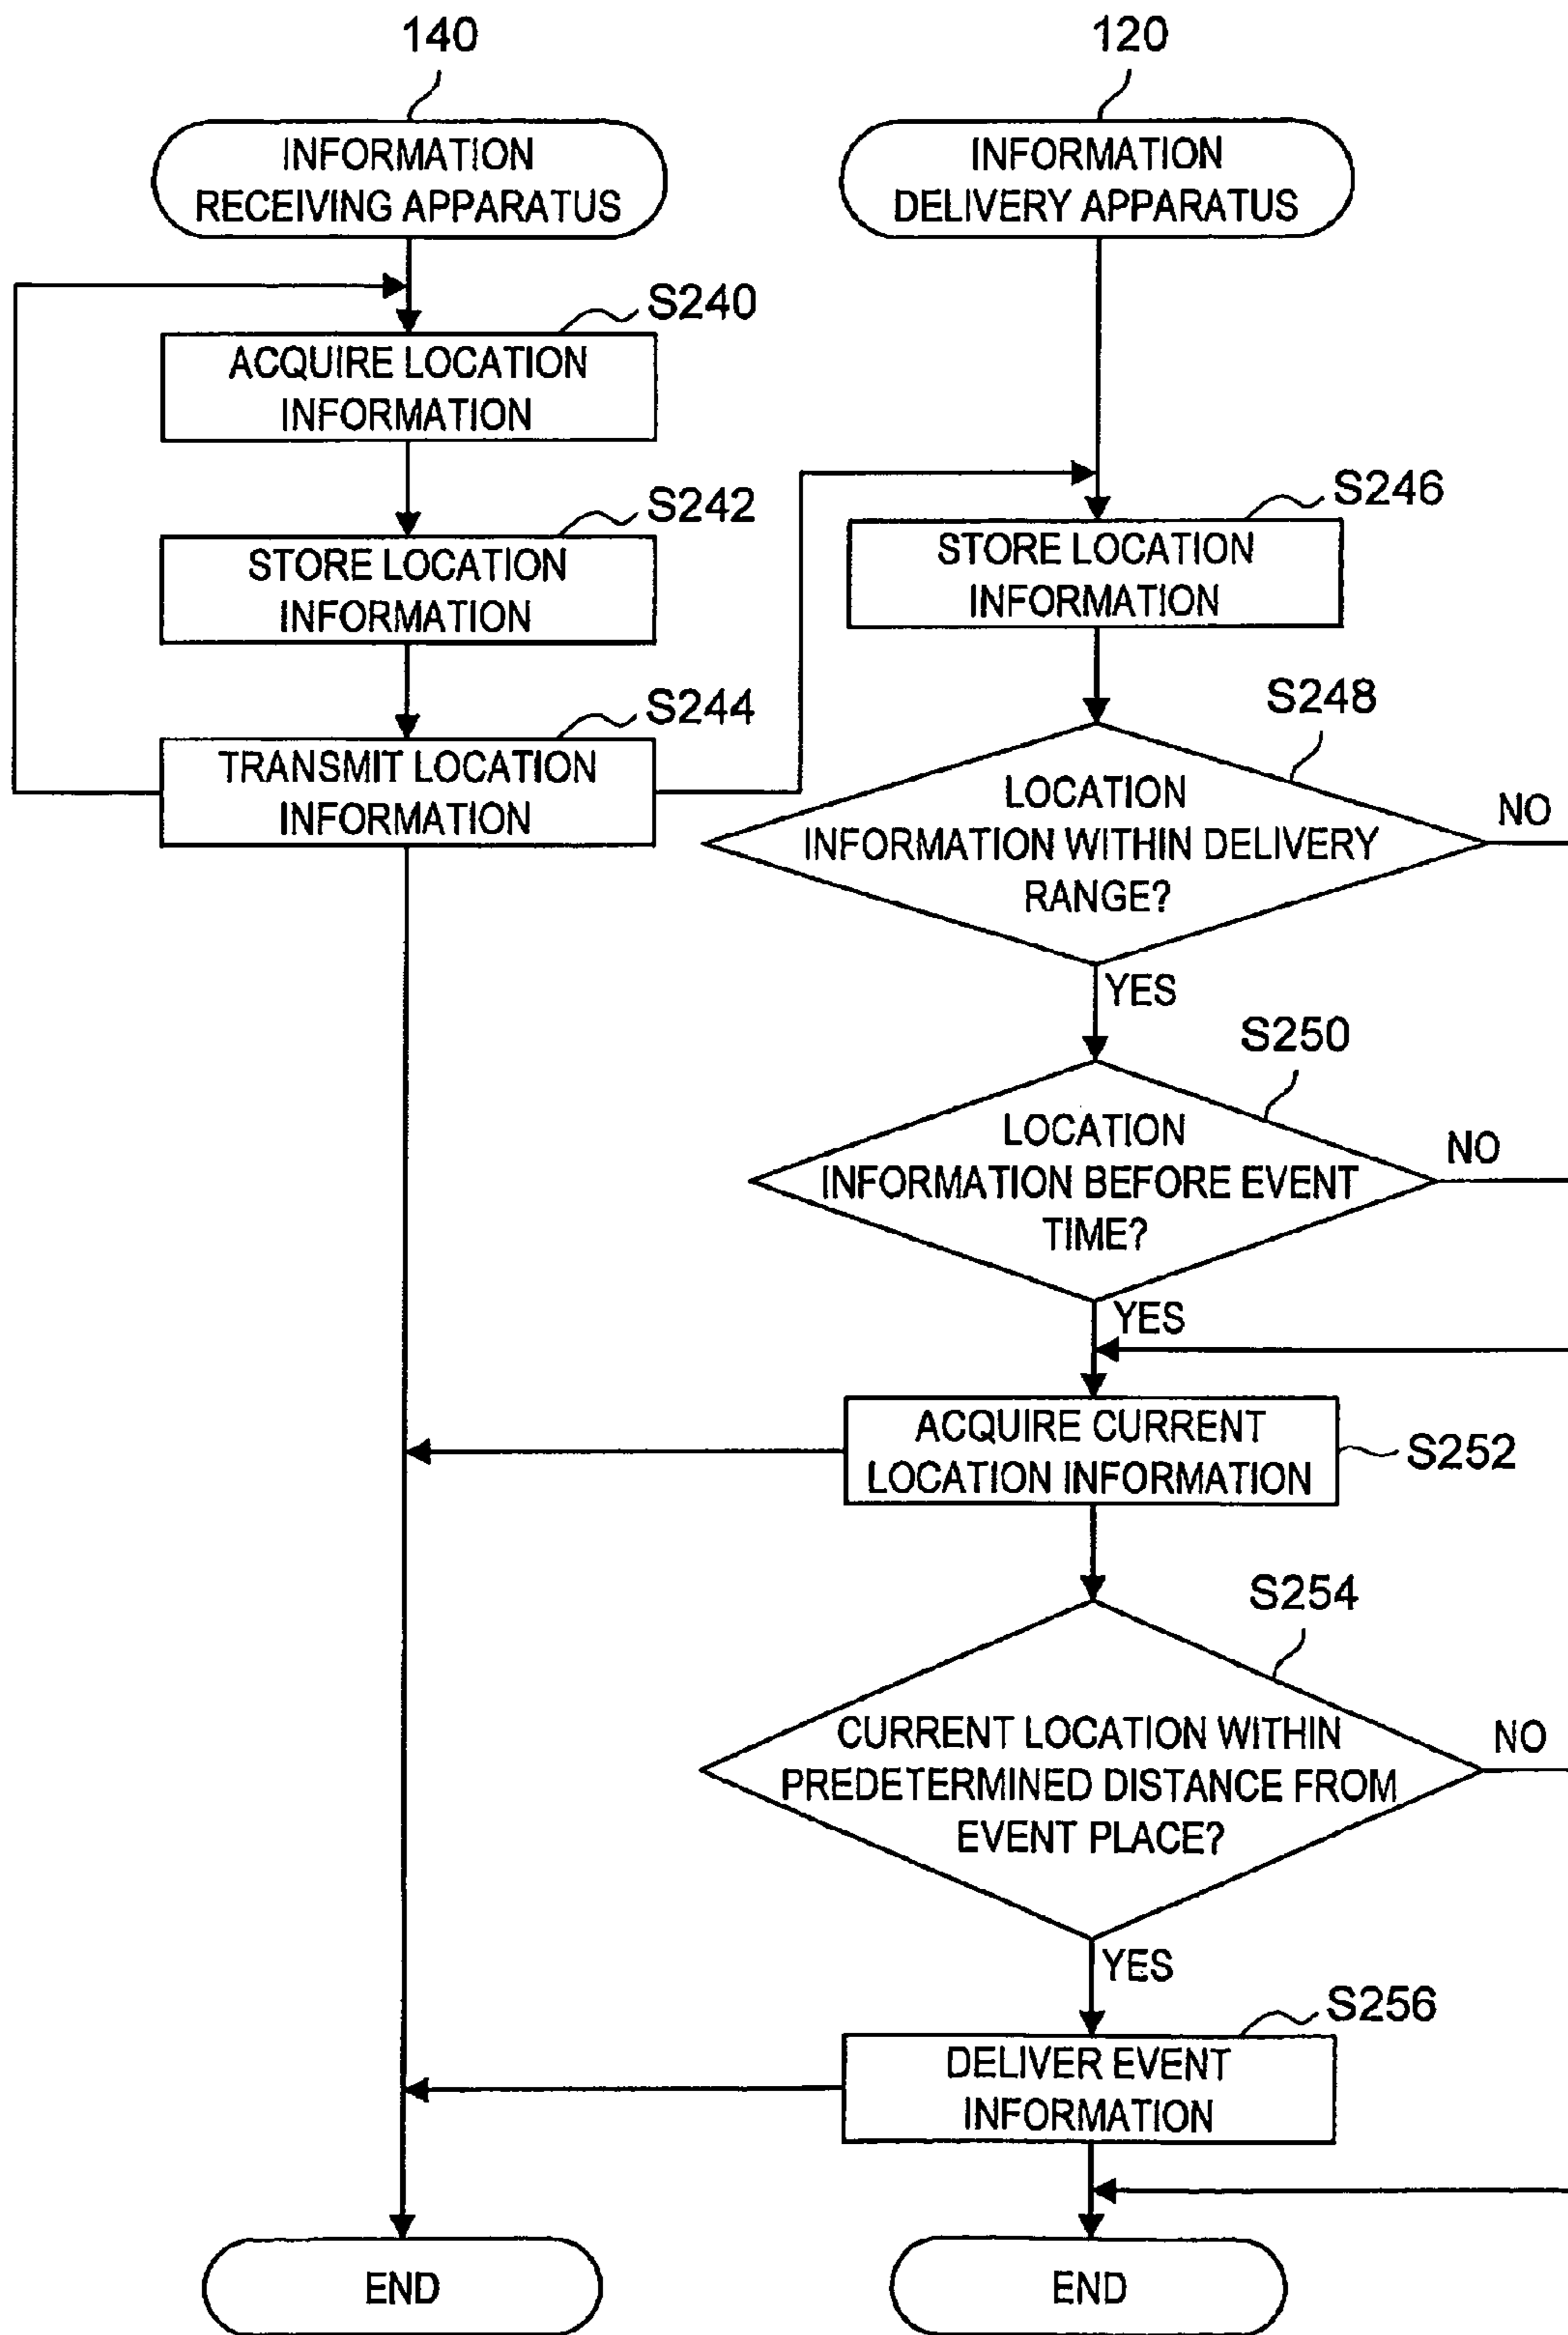 140
INFORMATION
RECEIVING APPARATUS
S240
ACQUIRE LOCATION
INFORMATION
S242
STORE LOCATION
INFORMATION
S244
TRANSMIT LOCATION
INFORMATION
END
120
INFORMATION
DELIVERY APPARATUS
S246
STORE LOCATION
INFORMATION
S248
LOCATION
INFORMATION WITHIN DELIVERY
RANGE?
NO
YES
S250
LOCATION
INFORMATION BEFORE EVENT
TIME?
NO
YES
ACQUIRE CURRENT
LOCATION INFORMATION
S252
S254
CURRENT LOCATION WITHIN
PREDETERMINED DISTANCE FROM
EVENT PLACE?
NO
YES
S256
DELIVER EVENT
INFORMATION
END